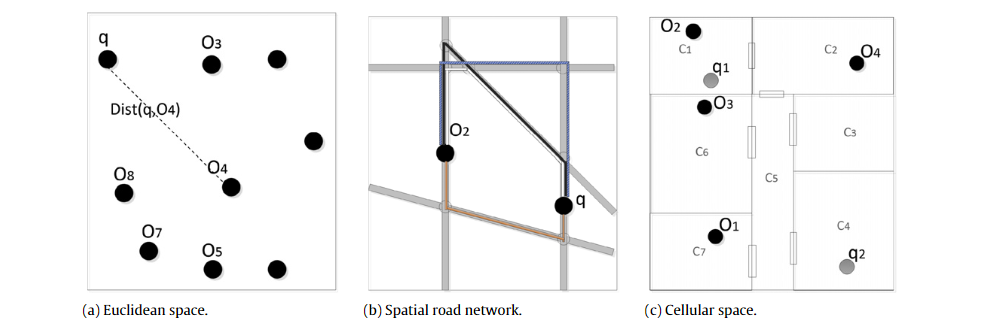 q
O3
Dist(q,O4)
O4
O8
O7
O5
(a) Euclidean space.
O2
q
(b) Spatial road network.
O2
C1
q1
C2
O4
O3
C6
C3
C5
O1
C7
C4
q2
(c) Cellular space.